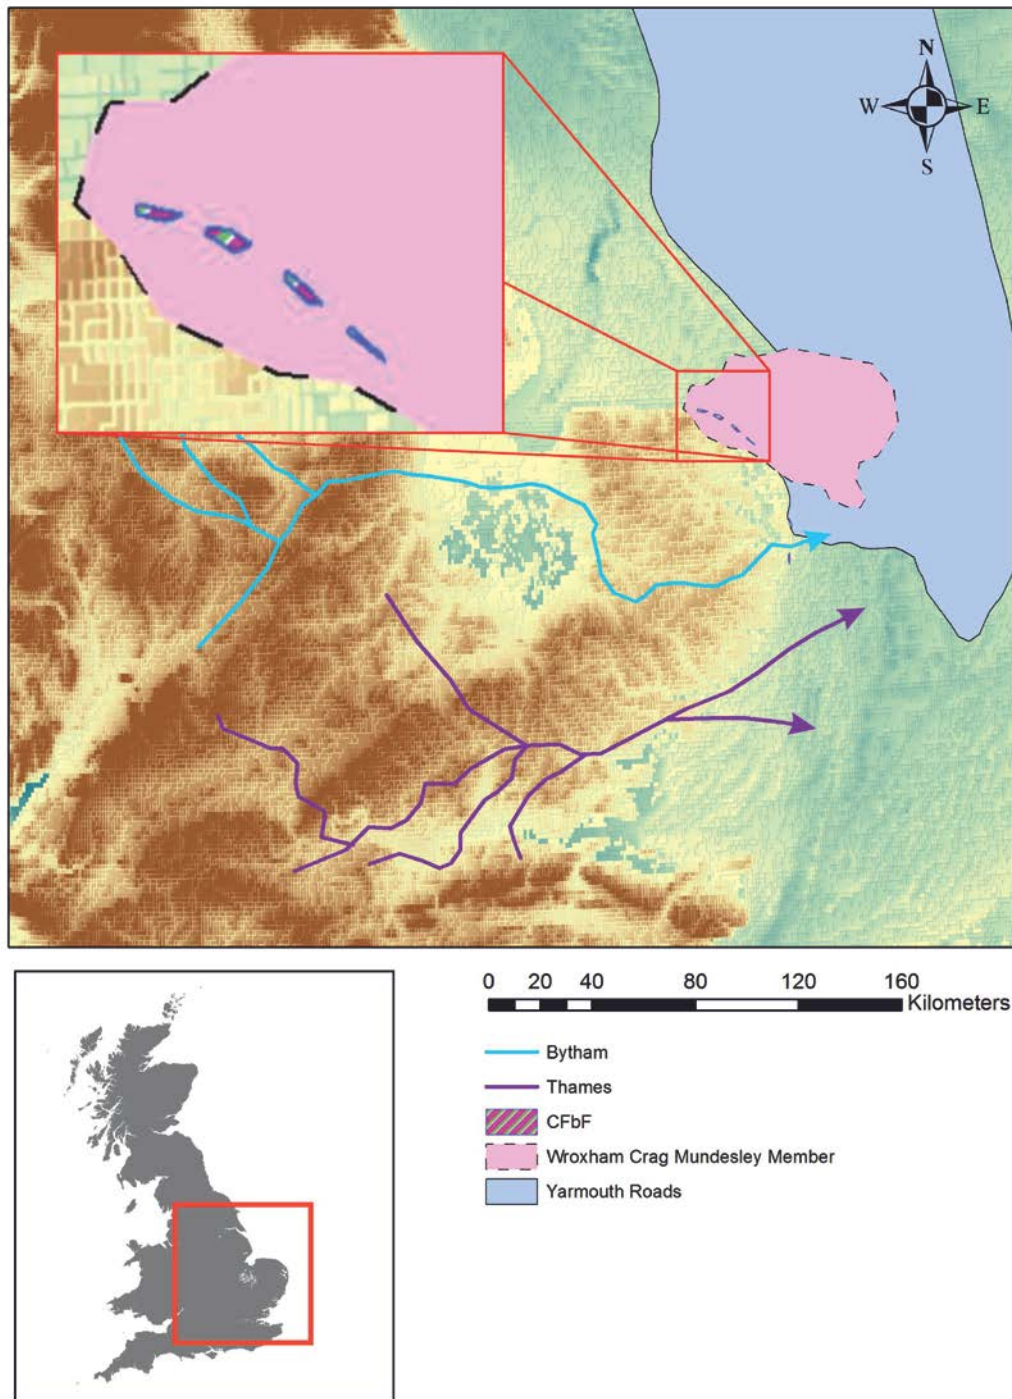 N
W E
S
0 20 40 80 120 160
Kilometers
Bytham
Thames
CFbF
Wroxham Crag Mundesley Member
Yarmouth Roads